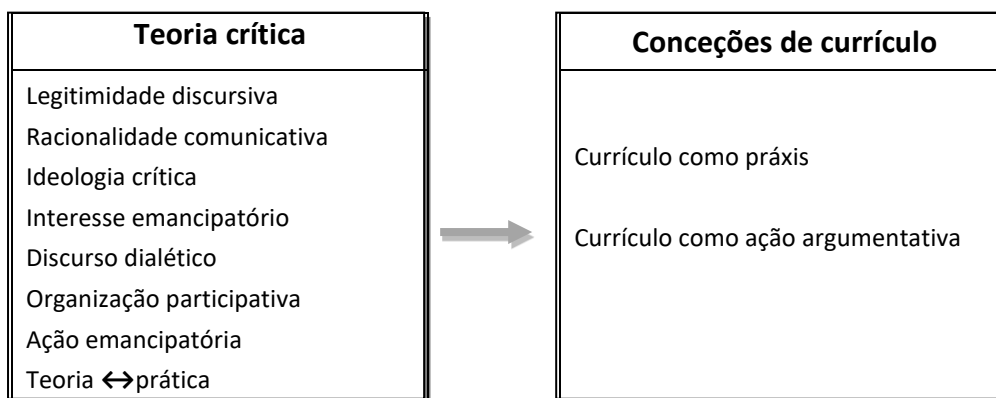 Teoria crítica
Legitimidade discursiva
Racionalidade comunicativa
Ideologia crítica
Interesse emancipatório
Discurso dialético
Organização participativa
Ação emancipatória
Teoria ↔prática
Conceções de currículo
Currículo como práxis
Currículo como ação argumentativa